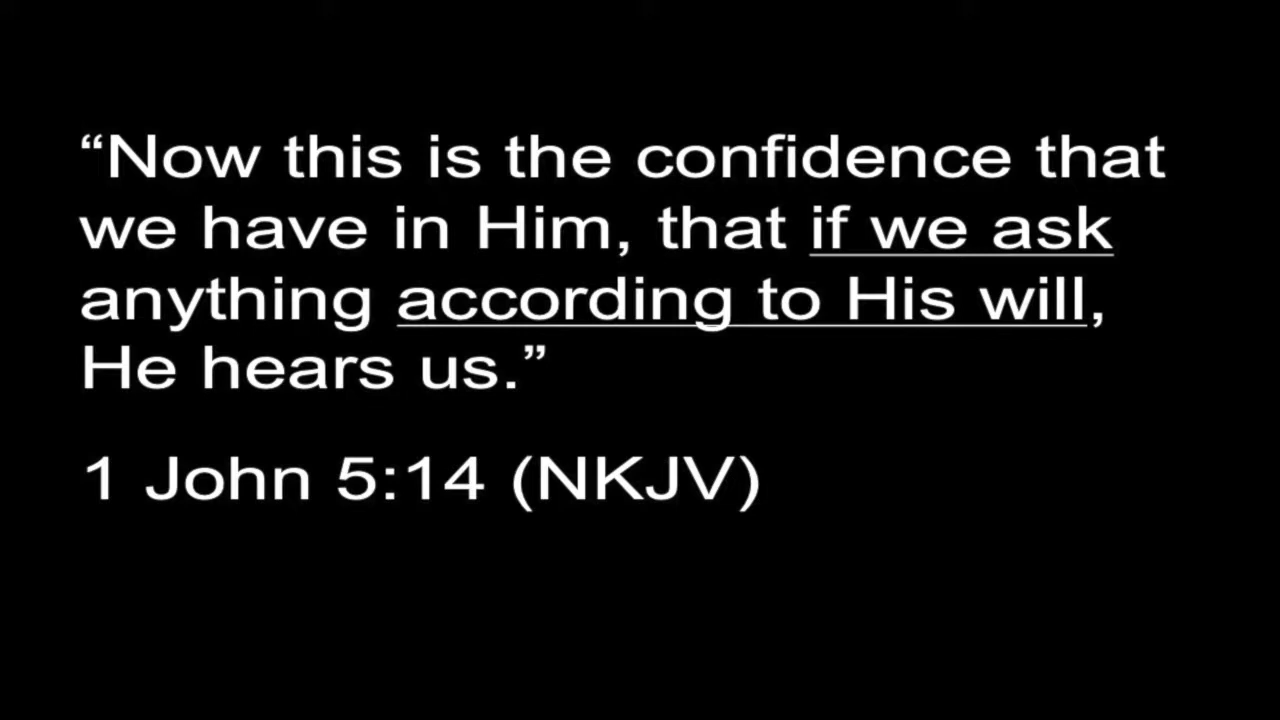 “Now this is the confidence that
we have in Him, that if we ask
anything according to His will,
He hears us.”
1 John 5:14 (NKJV)